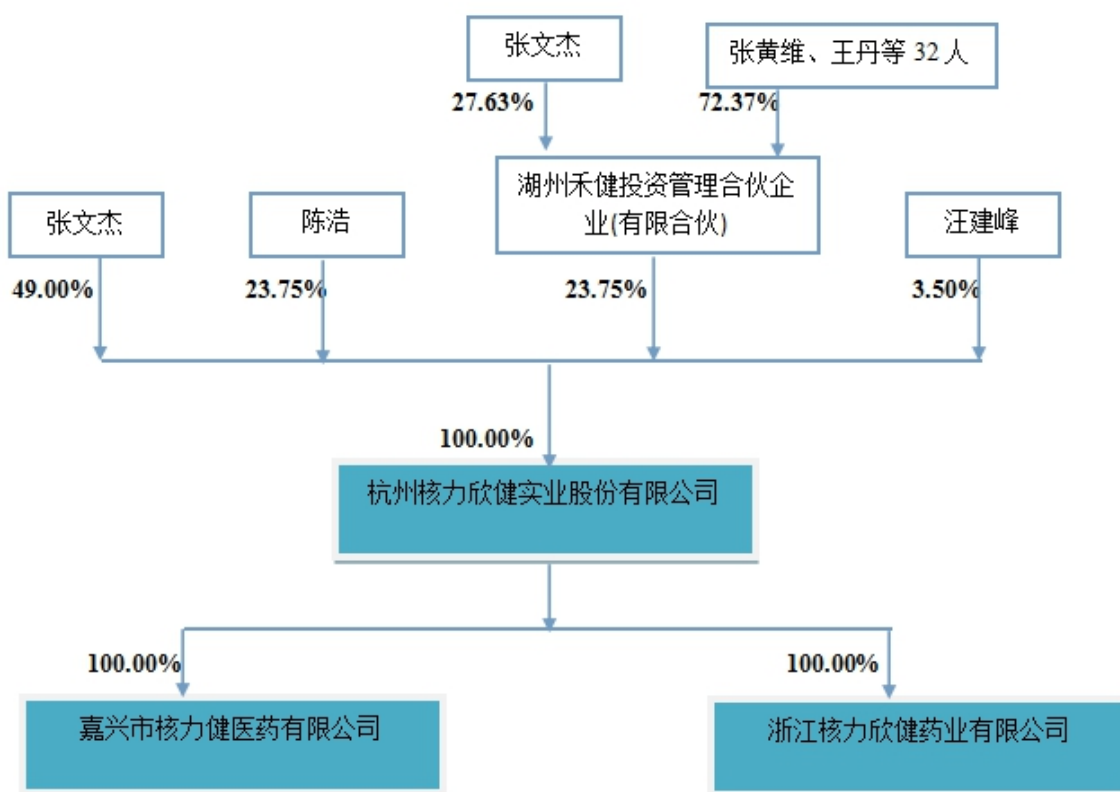 张文杰
张黄维、王丹等 32 人
27.63%
72.37%
湖州禾健投资管理合伙企
业(有限合伙)
张文杰
陈浩
汪建峰
49.00%
23.75%
23.75%
3.50%
100.00%
杭州核力欣健实业股份有限公司
100.00%
100.00%
嘉兴市核力健医药有限公司
浙江核力欣健药业有限公司